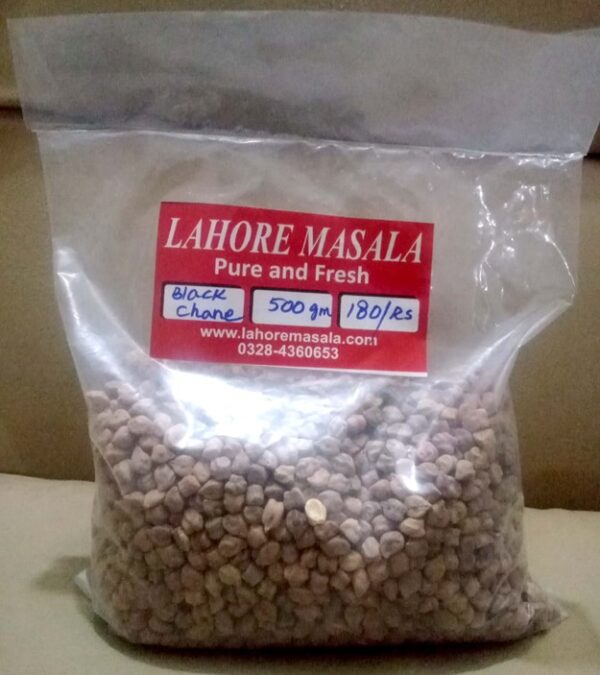 LAHORE MASALA
Pure and Fresh
Black Chane 500 gm 180/Rs
www.lahoremasala.com
0328-4360653